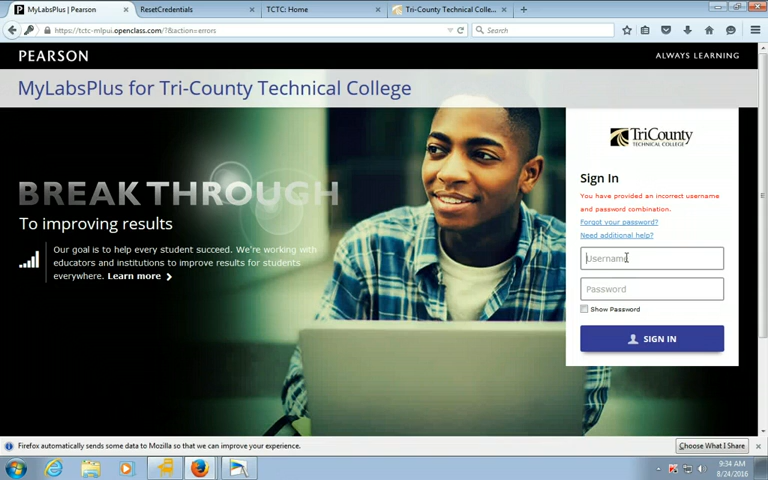 MyLabsPlus | Pearson
ResetCredentials
TCTC: Home
Tri-County Technical Colle...
https://tctc-mlpui.openclass.com/?&action=errors
Search
PEARSON
ALWAYS LEARNING
MyLabsPlus for Tri-County Technical College
TriCounty
TECHNICAL COLLEGE
Sign In
You have provided an incorrect username
and password combination.
Forgot your password?
Need additional help?
Username
Password
Show Password
SIGN IN
BREAKTHROUGH
To improving results
Our goal is to help every student succeed. We're working with
educators and institutions to improve results for students
everywhere. Learn more
Firefox automatically sends some data to Mozilla so that we can improve your experience.
Choose What I Share
9:34 AM
8/24/2016